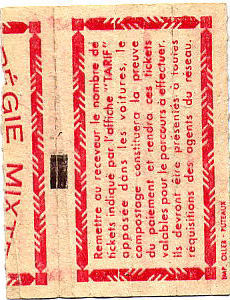 RÉGIE MIXT
Remettre au receveur le nombre de
tickets indiqué par l'affiche "TARIF"
apposée dans les voitures, le
compostage constituera la preuve
du paiement et rendra ces tickets
valables pour le parcours à effectuer,
ils devront être présentés à toutes
réquisitions des agents du réseau.
IMP. OLLER - PUTEAUX